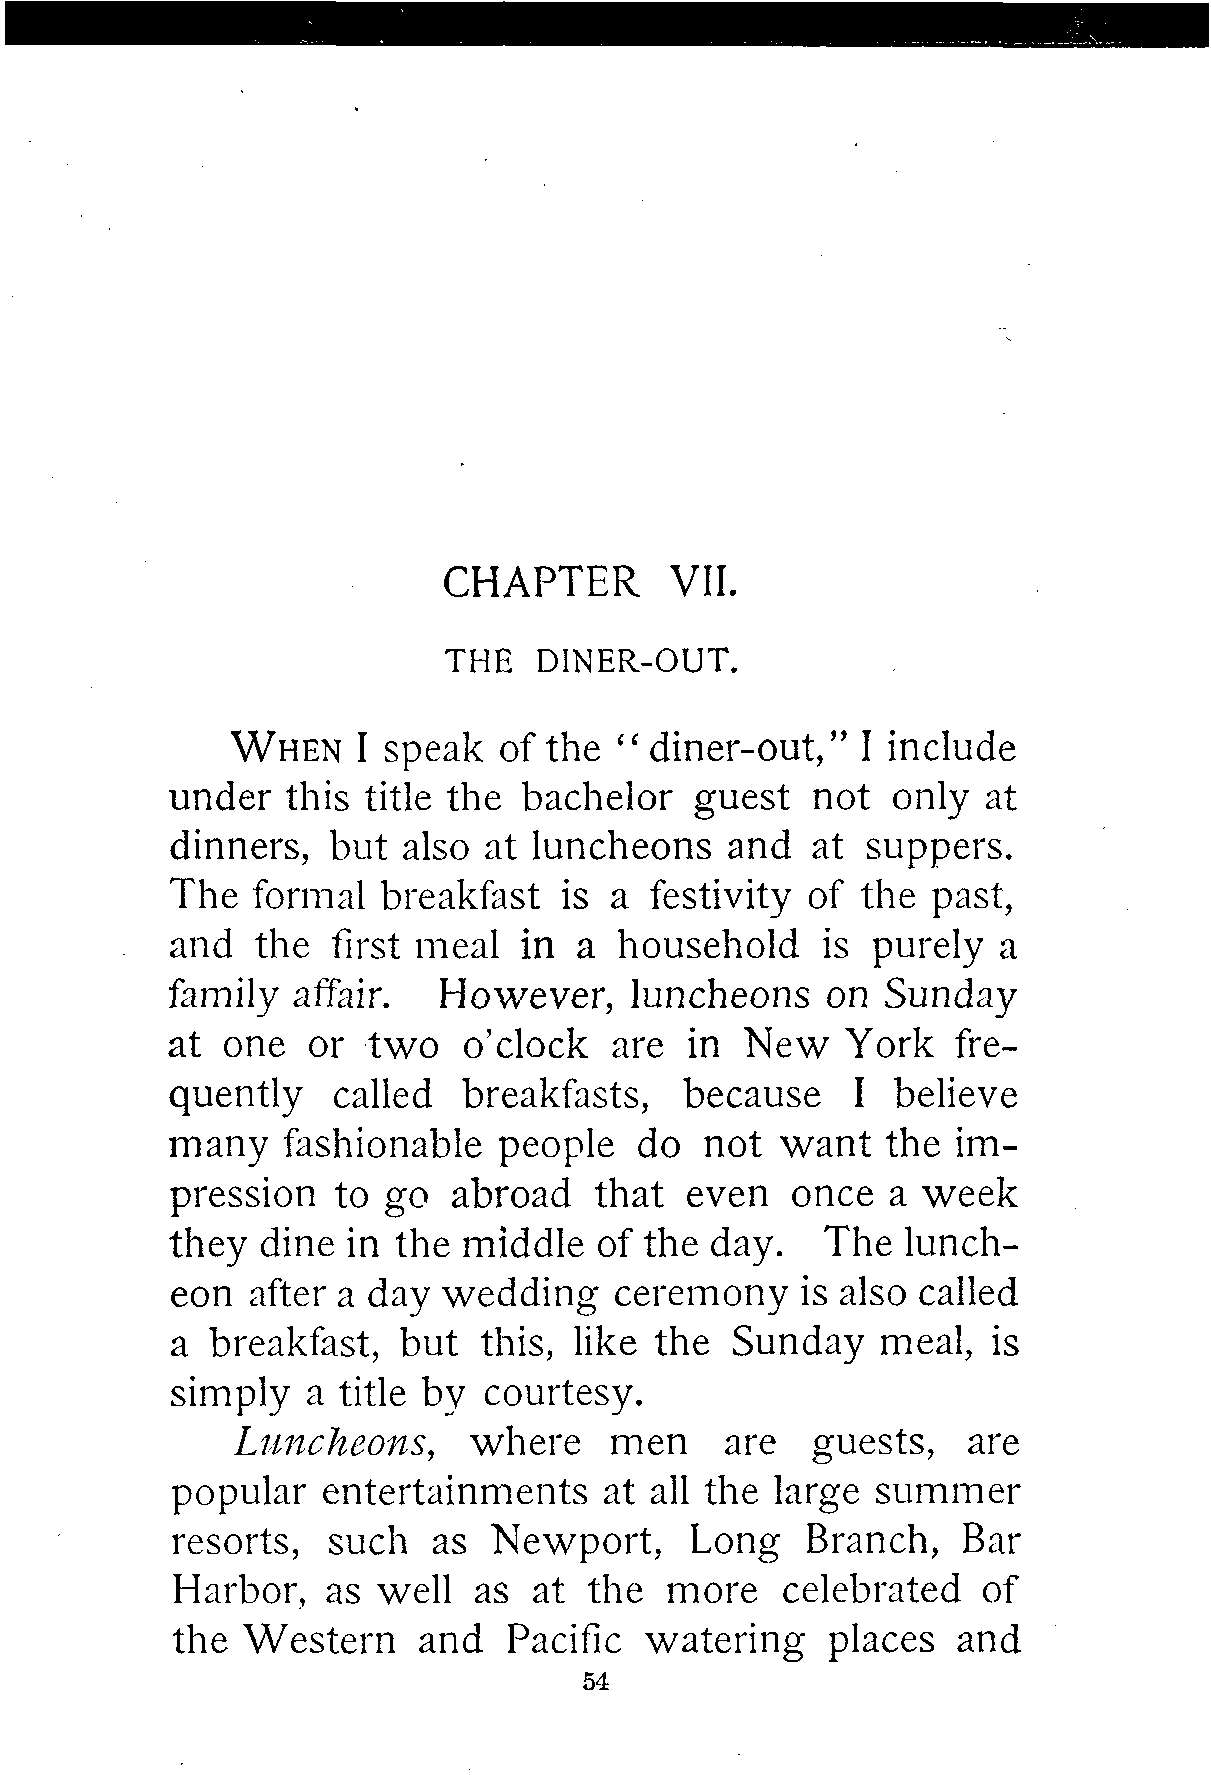 CHAPTER VII.
THE DINER-OUT.
WHEN I speak of the “diner-out,” I include
under this title the bachelor guest not only at
dinners, but also at luncheons and at suppers.
The formal breakfast is a festivity of the past,
and the first meal in a household is purely a
family affair. However, luncheons on Sunday
at one or two o'clock are in New York fre-
quently called breakfasts, because I believe
many fashionable people do not want the im-
pression to go abroad that even once a week
they dine in the middle of the day. The lunch-
eon after a day wedding ceremony is also called
a breakfast, but this, like the Sunday meal, is
simply a title by courtesy.
Luncheons, where men are guests, are
popular entertainments at all the large summer
resorts, such as Newport, Long Branch, Bar
Harbor, as well as at the more celebrated of
the Western and Pacific watering places and
54